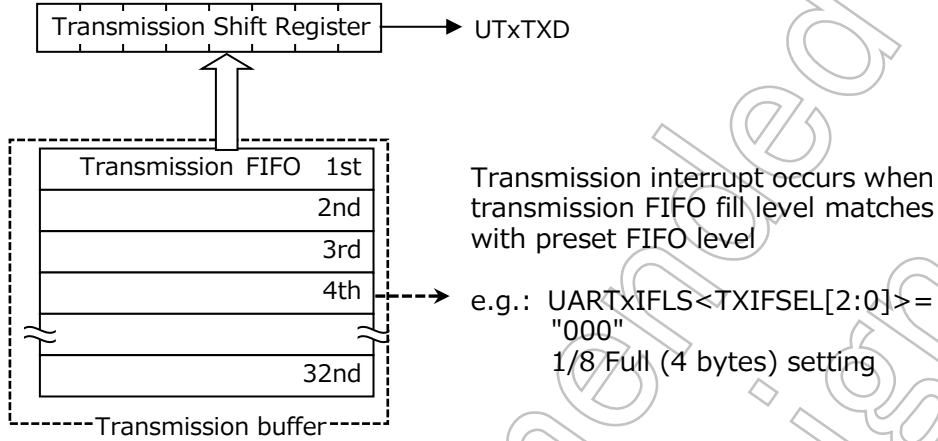 Transmission Shift Register
UTxTXD
Transmission FIFO 1st
2nd
3rd
4th
32nd
Transmission buffer
Transmission interrupt occurs when
transmission FIFO fill level matches
with preset FIFO level
e.g.: UARTxIFLS<TXIFSEL[2:0]>=
"000"
1/8 Full (4 bytes) setting